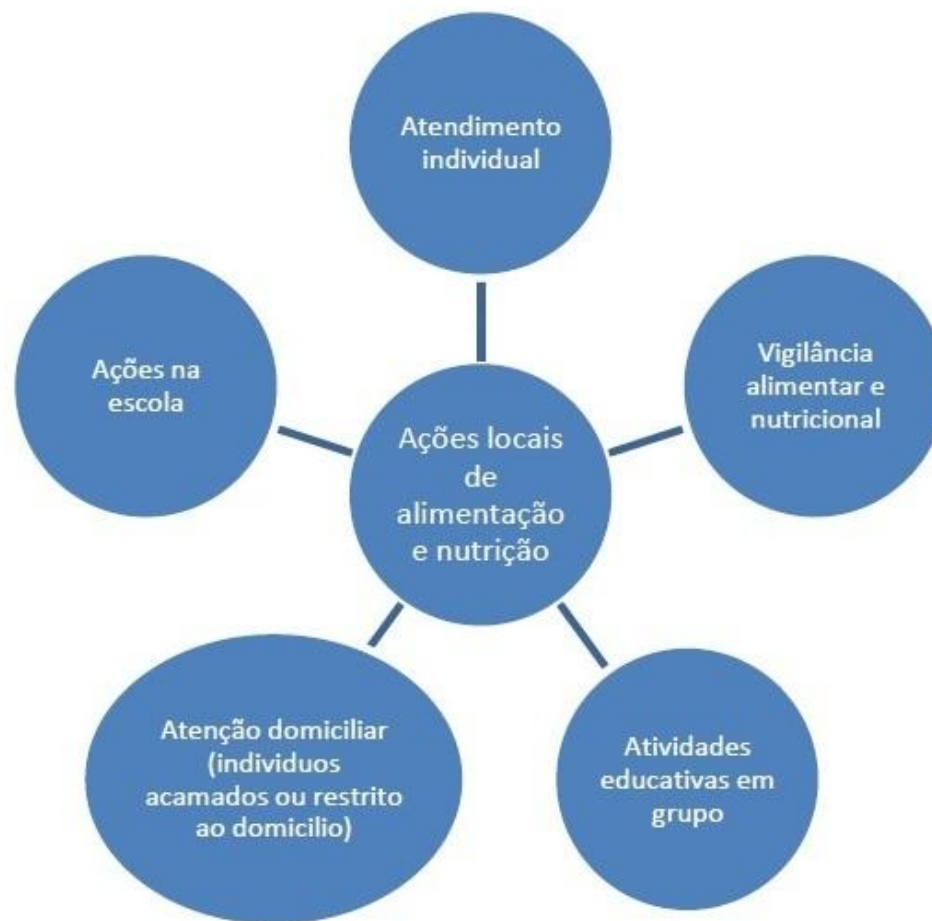 Atendimento
individual
Ações na
escola
Vigilância
alimentar e
nutricional
Ações locais
de
alimentação
e nutrição
Atenção domiciliar
(individuos
acamados ou restrito
ao domicilio)
Atividades
educativas em
grupo